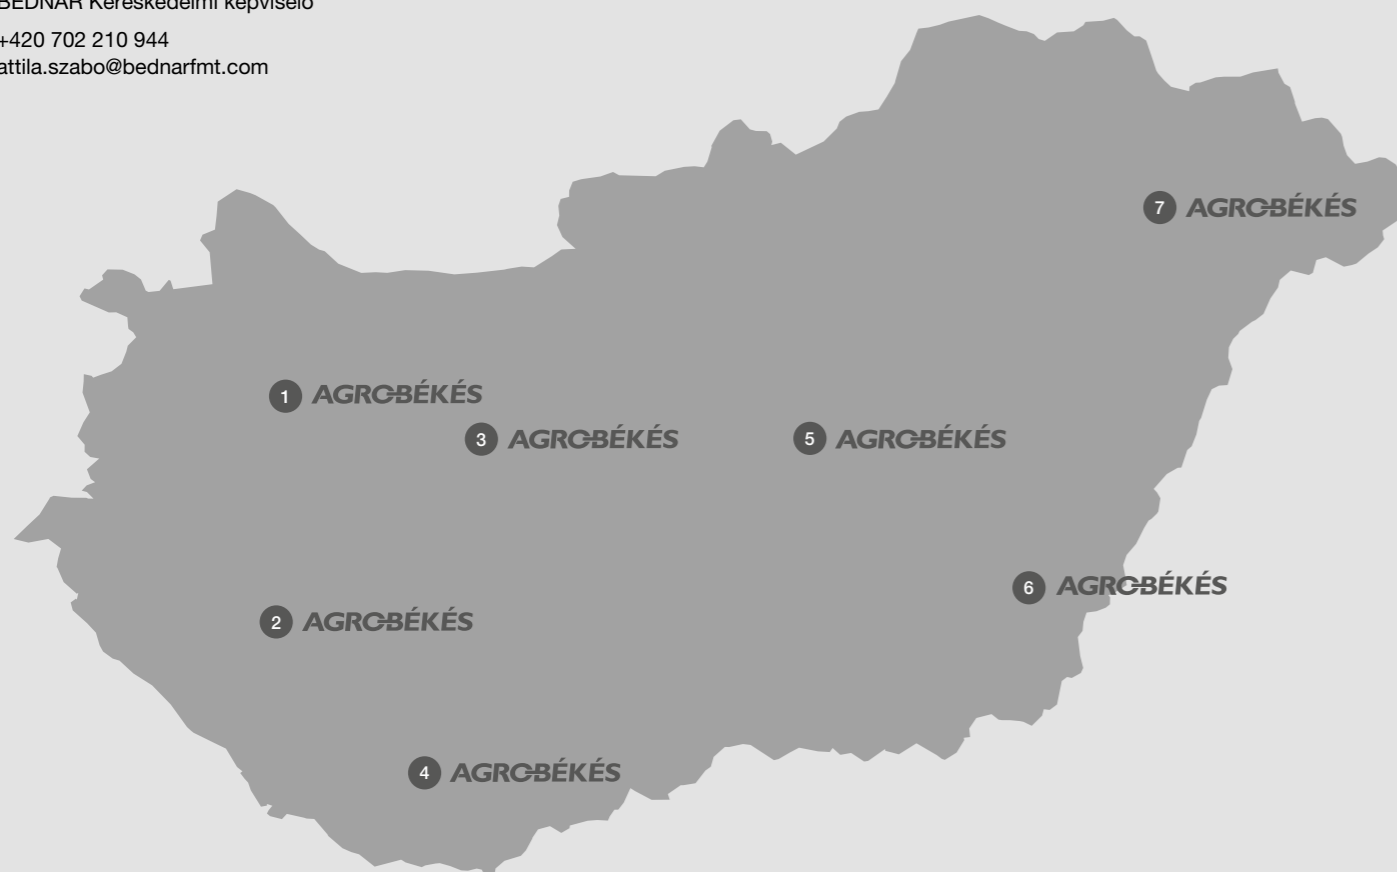 BEDNAR Kereskedelmi képviselő
+420 702 210 944
attila.szabo@bednarfmt.com
7 AGROBÉKÉS
1 AGROBÉKÉS
3 AGROBÉKÉS
5 AGROBÉKÉS
6 AGROBÉKÉS
2 AGROBÉKÉS
4 AGROBÉKÉS